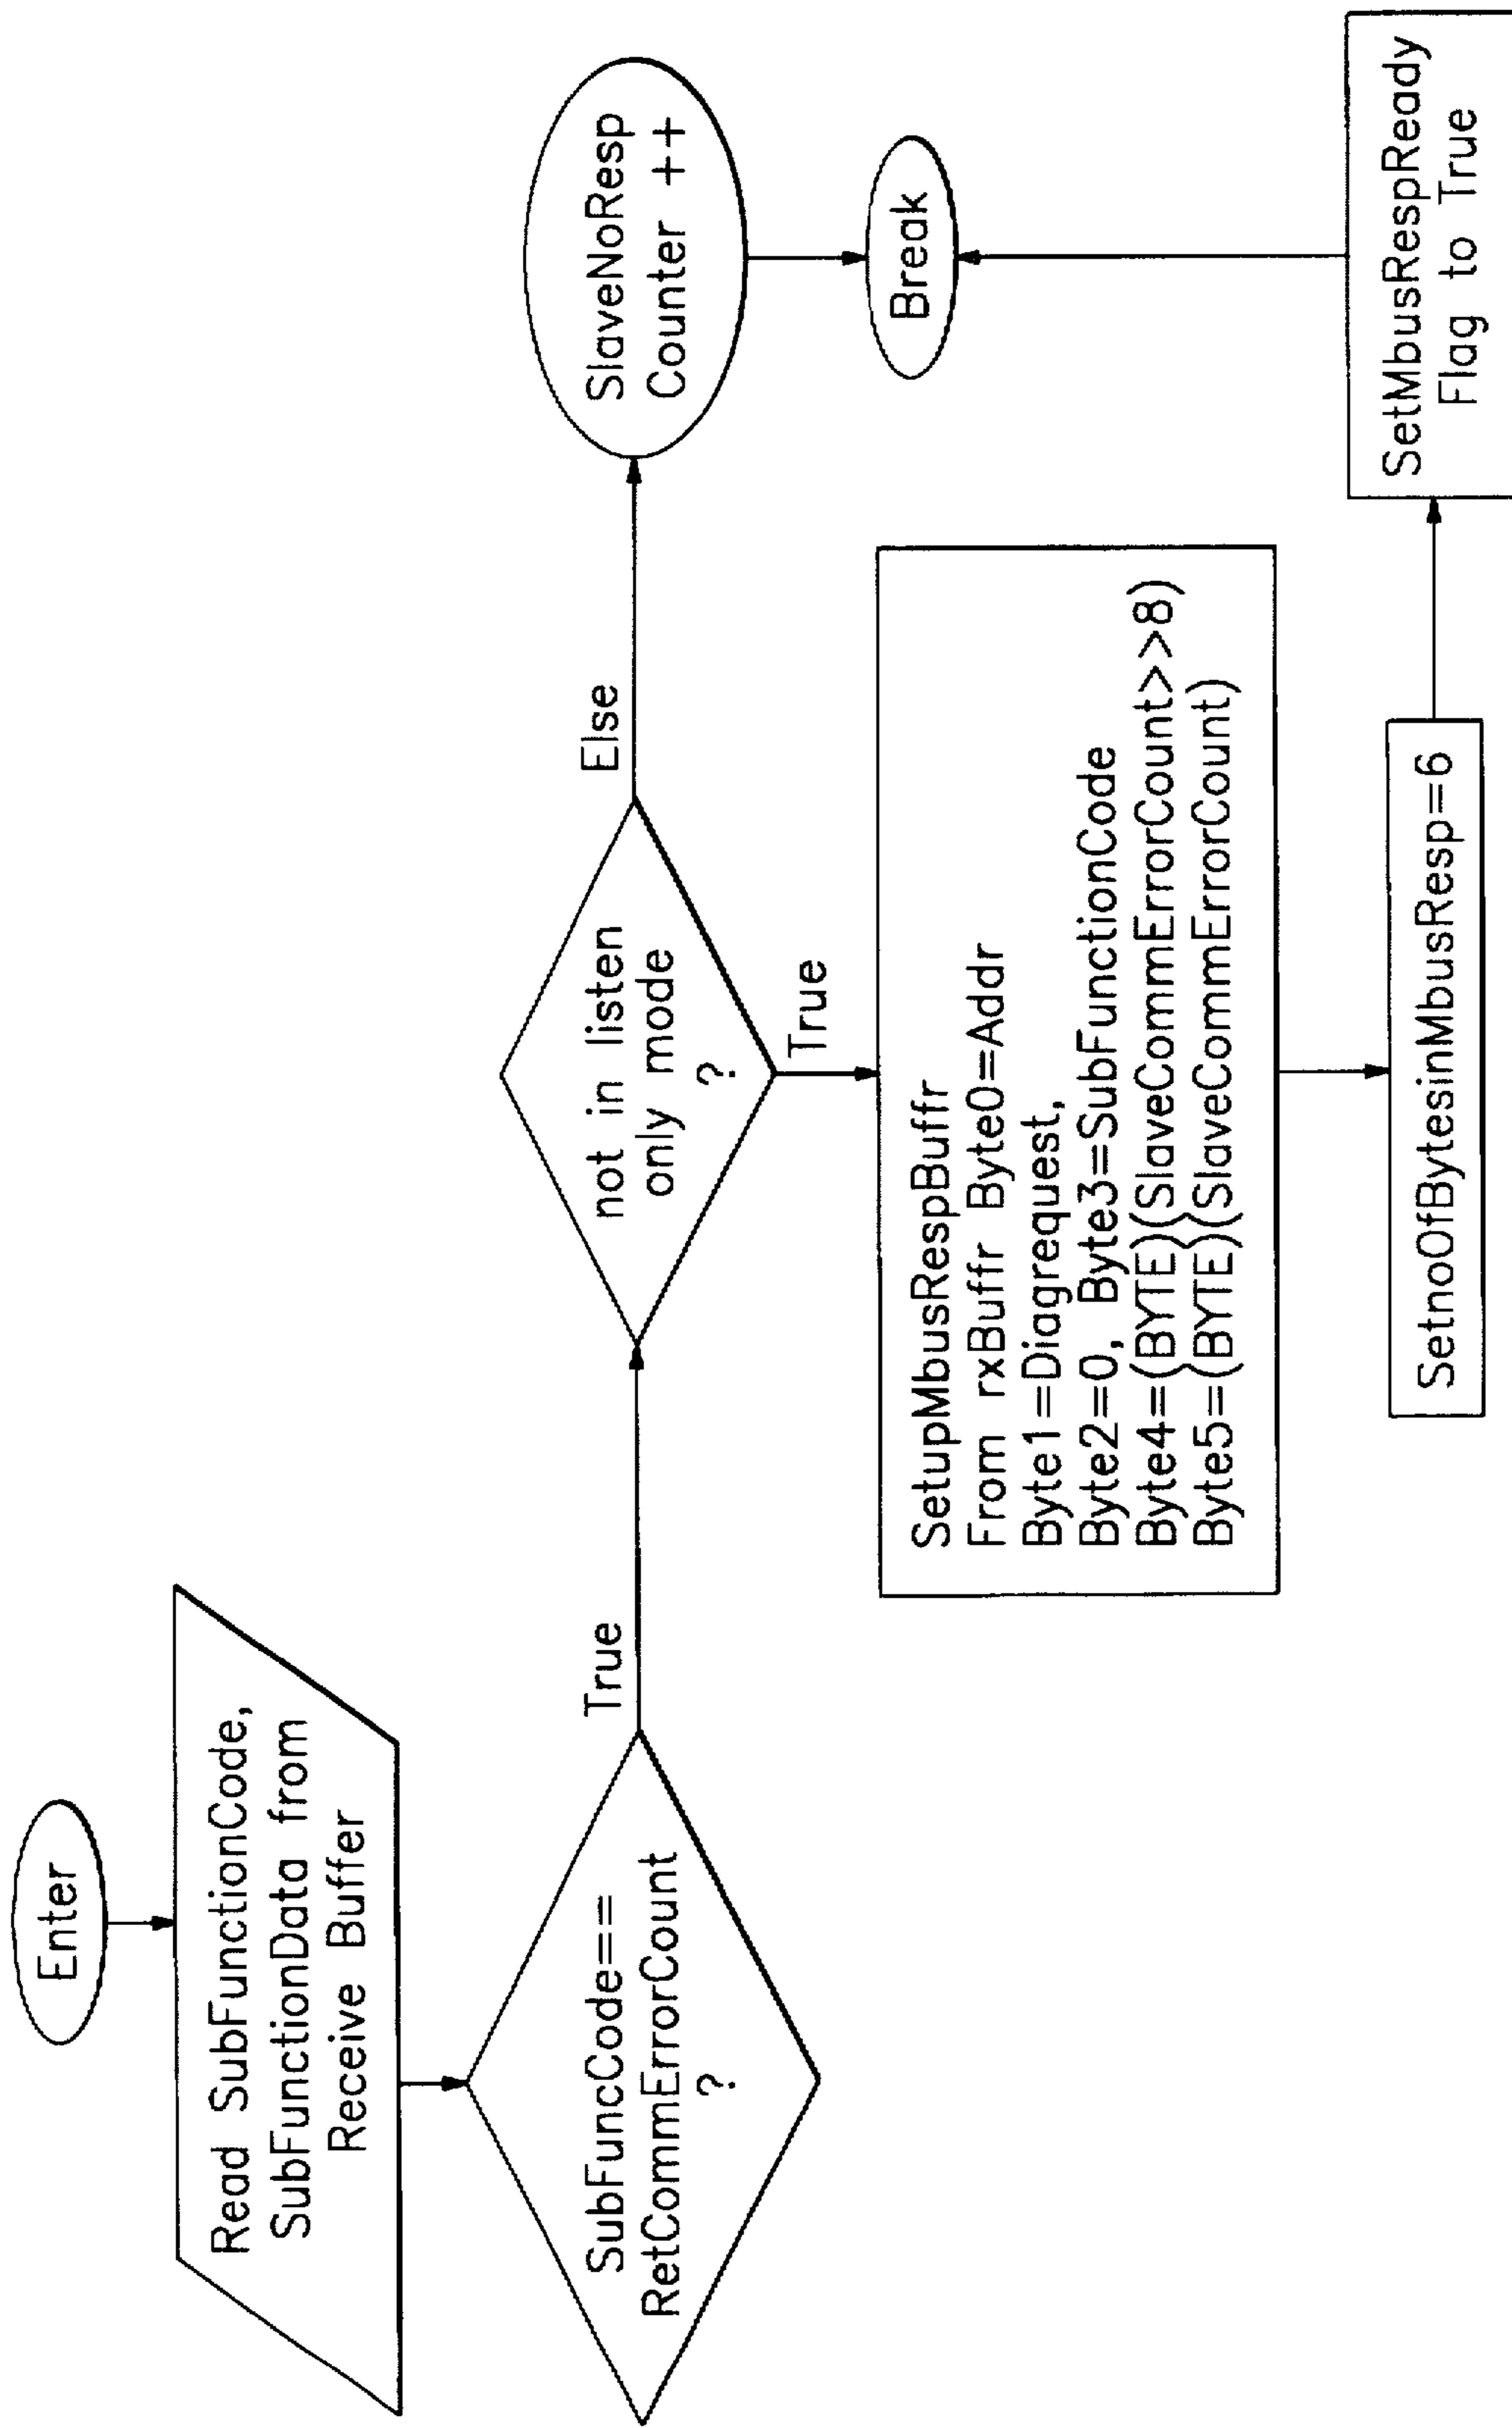 Enter
Read SubFunctionCode,
SubFunctionData from
Receive Buffer
SubFuncCode==
RetCommErrorCount
?
True
not in listen
only mode
?
Else
SlaveNoResp
Counter ++
True
Break
SetupMbusRespBuffr
From rxBuffr Byte0=Addr
Byte1=Diagrequest,
Byte2=0, Byte3=SubFunctionCode
Byte4=(BYTE)(SlaveCommErrorCount>>8)
Byte5=(BYTE)(SlaveCommErrorCount)
SetnoOfBytesinMbusResp=6
SetMbusRespReady
Flag to True